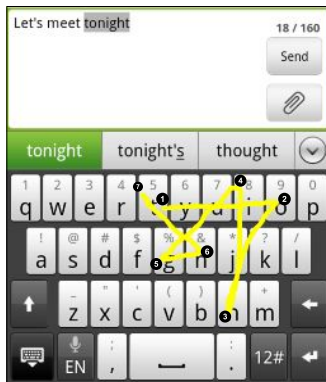 Let's meet tonight
18 / 160
Send
tonight tonight's thought
1 2 3 4 5 6 7 8 9 0
q w e r t y u i o p
! @ # $ % & * ? /
a s d f g h j k l
- " ' ( ) - +
z x c v b n m
EN , . 12#
; :